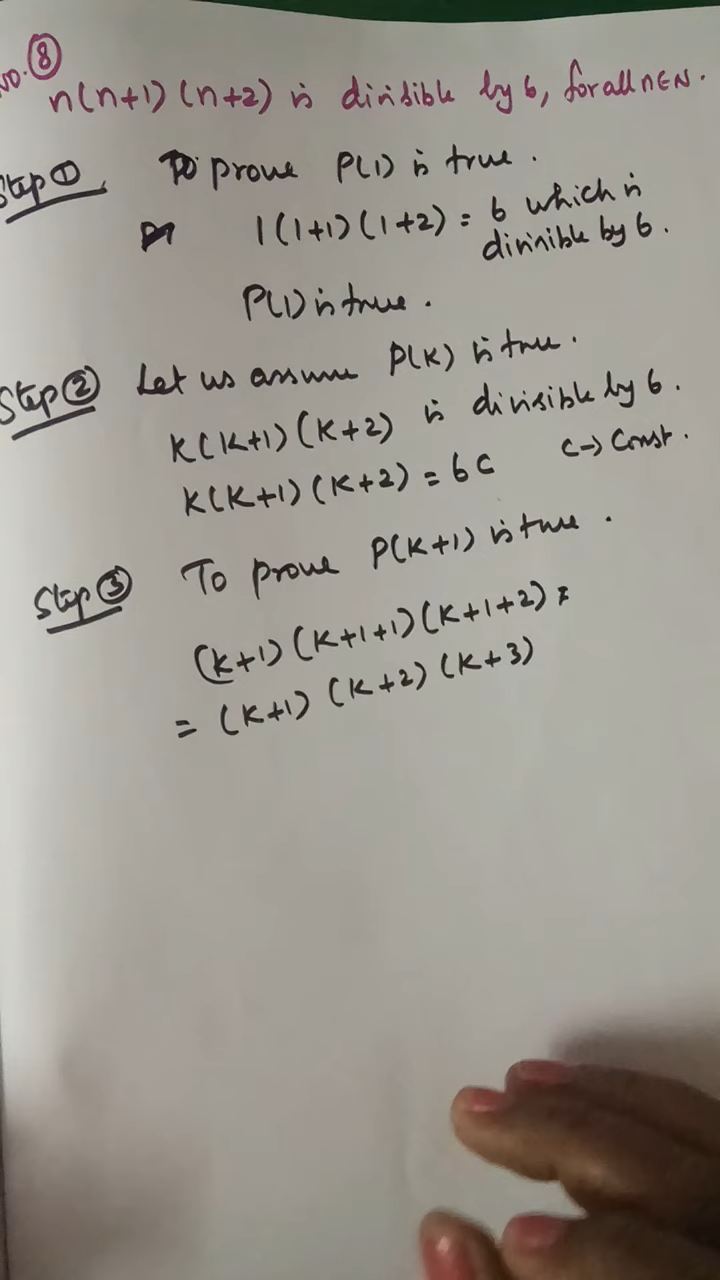 NO. 8
n(n+1)(n+2) is divisible by 6, for all n∈N.
Step ① To prove P(1) is true.
1(1+1)(1+2) = 6 which is
divisible by 6.
P(1) is true.
Step ② Let us assume P(K) is true.
K(K+1)(K+2) is divisible by 6.
K(K+1)(K+2) = 6C C→ Const.
Step ③ To prove P(K+1) is true.
(K+1)(K+1+1)(K+1+2) =
= (K+1)(K+2)(K+3)